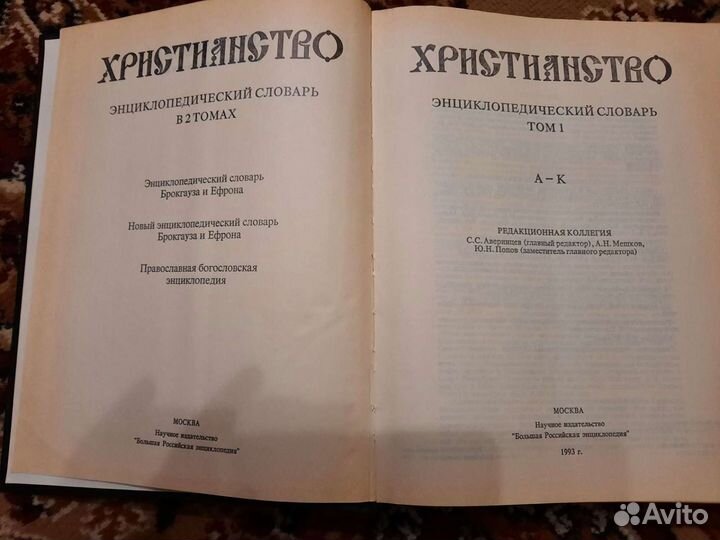 ХРИСТИАНСТВО
ЭНЦИКЛОПЕДИЧЕСКИЙ СЛОВАРЬ
В 2 ТОМАХ
Энциклопедический словарь
Брокгауза и Ефрона
Новый энциклопедический словарь
Брокгауза и Ефрона
Православная богословская
энциклопедия
МОСКВА
Научное издательство
"Большая Российская энциклопедия"
ХРИСТИАНСТВО
ЭНЦИКЛОПЕДИЧЕСКИЙ СЛОВАРЬ
ТОМ 1
А – К
РЕДАКЦИОННАЯ КОЛЛЕГИЯ
С.С. Аверинцев (главный редактор), А.Н. Мешков,
Ю.Н. Попов (заместитель главного редактора)
МОСКВА
Научное издательство
"Большая Российская энциклопедия"
1993 г.
Avito